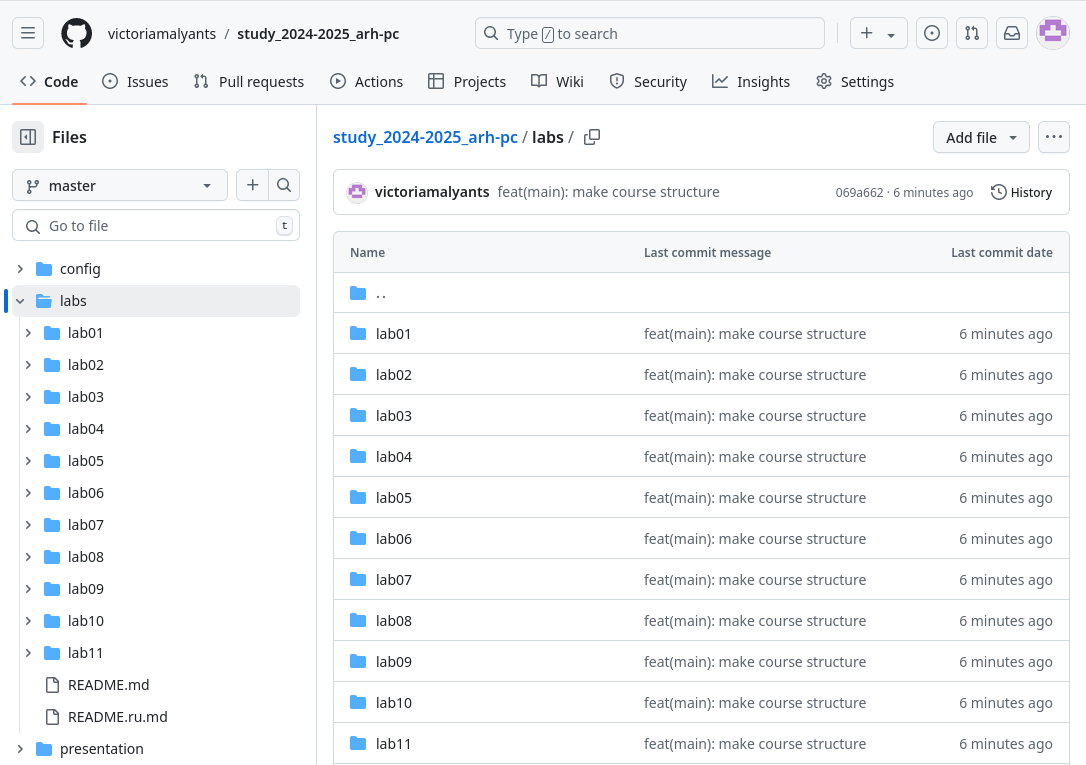 victoriamalyants / study_2024-2025_arh-pc
Type / to search
Code Issues Pull requests Actions Projects Wiki Security Insights Settings
Files
master
Go to file t
config
labs
lab01
lab02
lab03
lab04
lab05
lab06
lab07
lab08
lab09
lab10
lab11
README.md
README.ru.md
presentation
study_2024-2025_arh-pc / labs /
Add file
victoriamalyants feat(main): make course structure 069a662 · 6 minutes ago History
Name Last commit message Last commit date
..
lab01 feat(main): make course structure 6 minutes ago
lab02 feat(main): make course structure 6 minutes ago
lab03 feat(main): make course structure 6 minutes ago
lab04 feat(main): make course structure 6 minutes ago
lab05 feat(main): make course structure 6 minutes ago
lab06 feat(main): make course structure 6 minutes ago
lab07 feat(main): make course structure 6 minutes ago
lab08 feat(main): make course structure 6 minutes ago
lab09 feat(main): make course structure 6 minutes ago
lab10 feat(main): make course structure 6 minutes ago
lab11 feat(main): make course structure 6 minutes ago